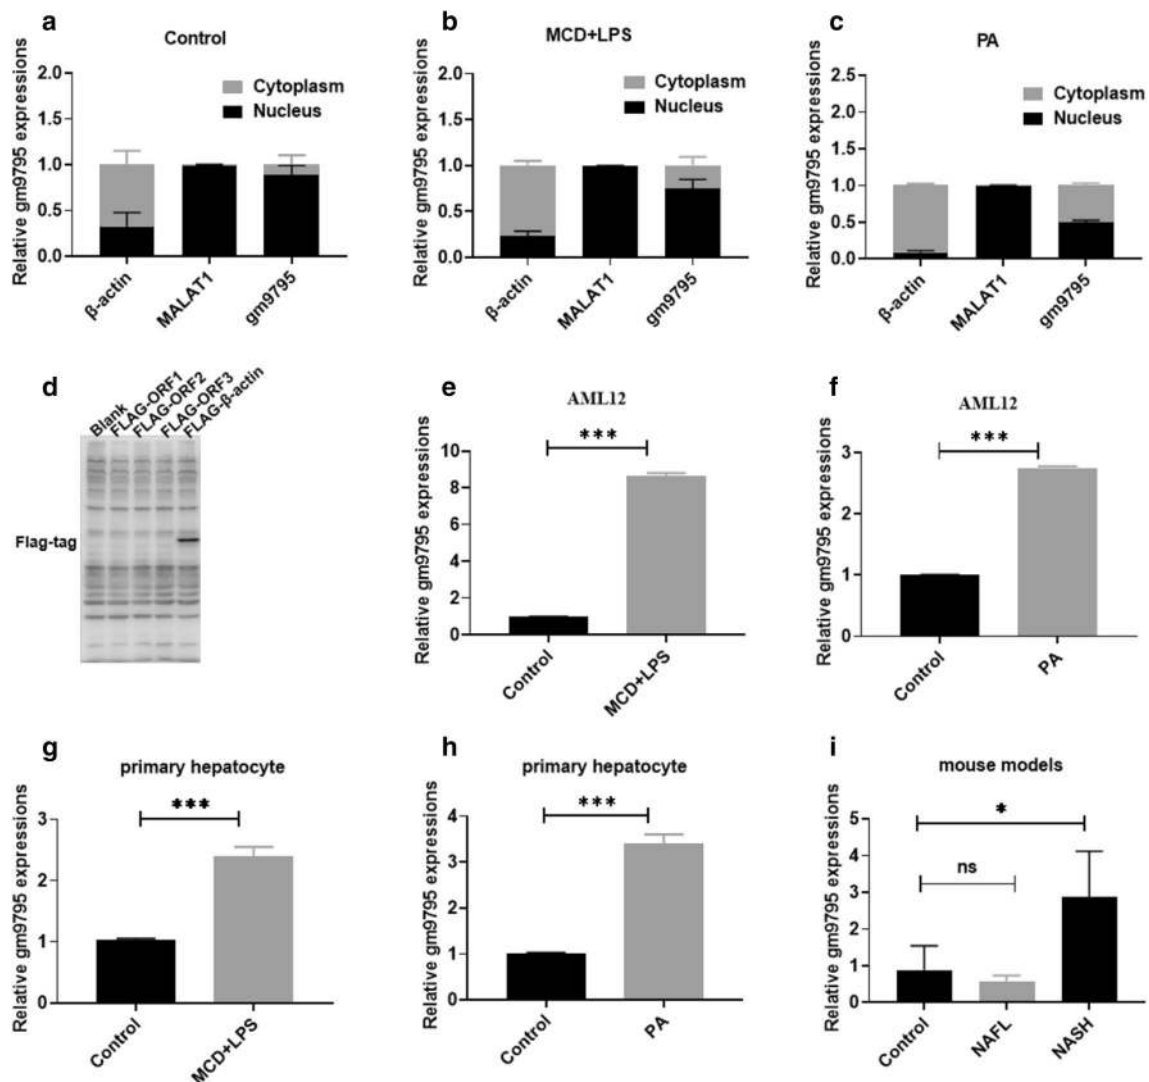 a
Control
Relative gm9795 expressions
2.0
1.5
1.0
0.5
0.0
Cytoplasm
Nucleus
β-actin
MALAT1
gm9795
b
MCD+LPS
Relative gm9795 expressions
2.0
1.5
1.0
0.5
0.0
Cytoplasm
Nucleus
β-actin
MALAT1
gm9795
c
PA
Relative gm9795 expressions
2.5
2.0
1.5
1.0
0.5
0.0
Cytoplasm
Nucleus
β-actin
MALAT1
gm9795
d
Blank
FLAG-ORF1
FLAG-ORF2
FLAG-ORF3
FLAG-β-actin
Flag-tag
e
AML12
Relative gm9795 expressions
10
8
6
4
2
0
***
Control
MCD+LPS
f
AML12
Relative gm9795 expressions
3
2
1
0
***
Control
PA
g
primary hepatocyte
Relative gm9795 expressions
3
2
1
0
***
Control
MCD+LPS
h
primary hepatocyte
Relative gm9795 expressions
4
3
2
1
0
***
Control
PA
i
mouse models
Relative gm9795 expressions
5
4
3
2
1
0
*
ns
Control
NAFL
NASH